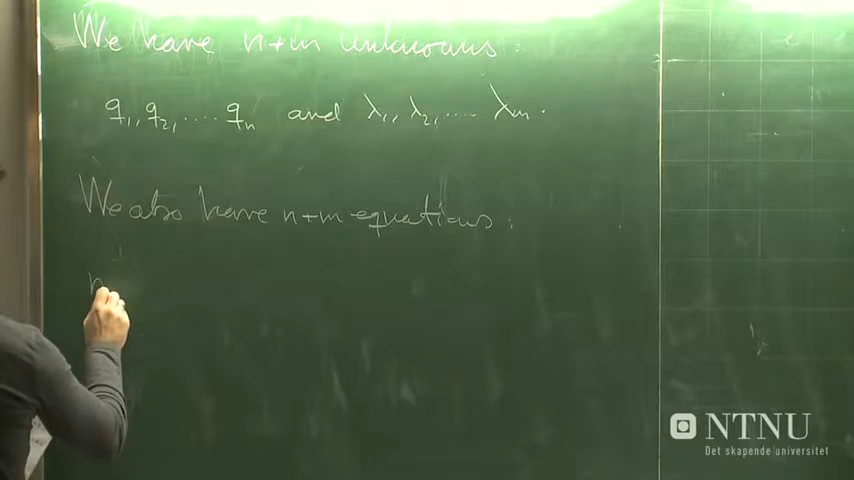 We have n+m unknowns:
q₁, q₂, .... qₙ and λ₁, λ₂, .... λₘ.
We also have n+m equations:
n
NTNU
Det skapende universitet